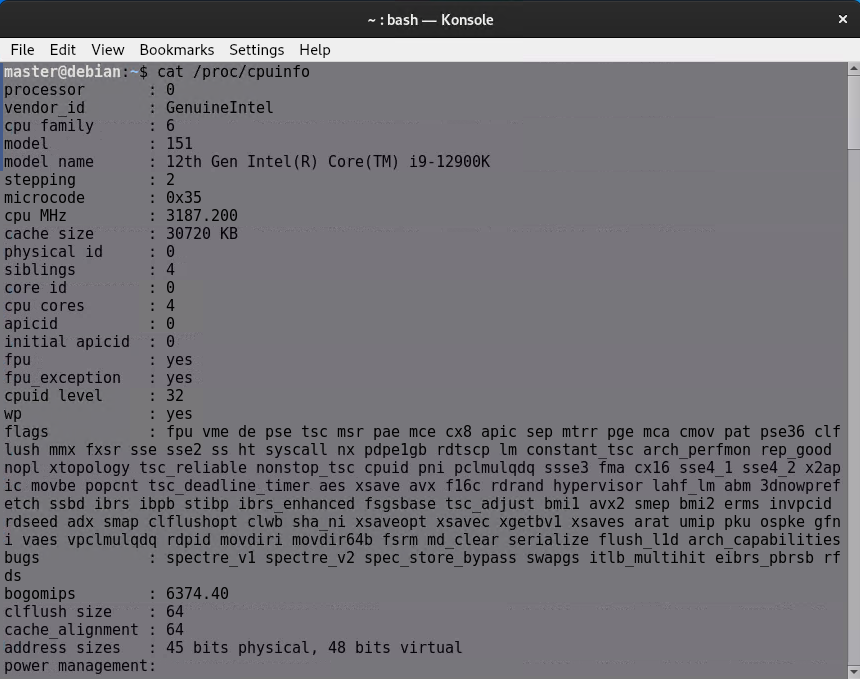 ~ : bash — Konsole
File Edit View Bookmarks Settings Help
master@debian:~$ cat /proc/cpuinfo
processor : 0
vendor_id : GenuineIntel
cpu family : 6
model : 151
model name : 12th Gen Intel(R) Core(TM) i9-12900K
stepping : 2
microcode : 0x35
cpu MHz : 3187.200
cache size : 30720 KB
physical id : 0
siblings : 4
core id : 0
cpu cores : 4
apicid : 0
initial apicid : 0
fpu : yes
fpu_exception : yes
cpuid level : 32
wp : yes
flags : fpu vme de pse tsc msr pae mce cx8 apic sep mtrr pge mca cmov pat pse36 clf
lush mmx fxsr sse sse2 ss ht syscall nx pdpe1gb rdtscp lm constant_tsc arch_perfmon rep_good
nopl xtopology tsc_reliable nonstop_tsc cpuid pni pclmulqdq ssse3 fma cx16 sse4_1 sse4_2 x2ap
ic movbe popcnt tsc_deadline_timer aes xsave avx f16c rdrand hypervisor lahf_lm abm 3dnowpref
etch ssbd ibrs ibpb stibp ibrs_enhanced fsgsbase tsc_adjust bmi1 avx2 smep bmi2 erms invpcid
rdseed adx smap clflushopt clwb sha_ni xsaveopt xsavec xgetbv1 xsaves arat umip pku ospke gfn
i vaes vpclmulqdq rdpid movdiri movdir64b fsrm md_clear serialize flush_l1d arch_capabilities
bugs : spectre_v1 spectre_v2 spec_store_bypass swapgs itlb_multihit eibrs_pbrsb rf
ds
bogomips : 6374.40
clflush size : 64
cache_alignment : 64
address sizes : 45 bits physical, 48 bits virtual
power management: